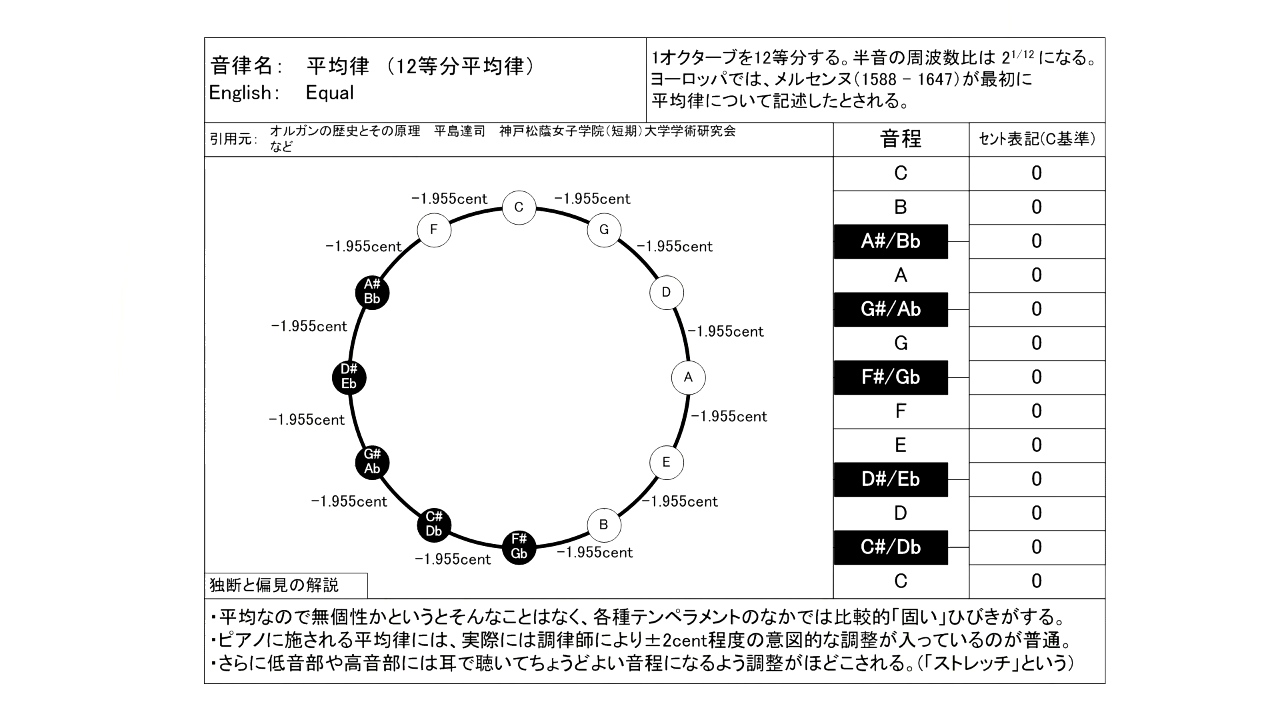 音律名： 平均律 （12等分平均律）
English： Equal
1オクターブを12等分する。半音の周波数比は 2^1/12 になる。
ヨーロッパでは、メルセンヌ（1588 – 1647）が最初に
平均律について記述したとされる。
引用元： オルガンの歴史とその原理 平島達司 神戸松蔭女子学院（短期）大学学術研究会
など
音程 セント表記（C基準）
C 0
B 0
A#/Bb 0
A 0
G#/Ab 0
G 0
F#/Gb 0
F 0
E 0
D#/Eb 0
D 0
C#/Db 0
C 0
-1.955cent
-1.955cent
C
F
G
-1.955cent
-1.955cent
A#
Bb
D
-1.955cent
-1.955cent
D#
Eb
A
-1.955cent
-1.955cent
G#
Ab
E
-1.955cent
-1.955cent
C#
Db
B
F#
Gb
-1.955cent
-1.955cent
独断と偏見の解説
・平均なので無個性かというとそんなことはなく、各種テンペラメントのなかでは比較的「固い」ひびきがする。
・ピアノに施される平均律には、実際には調律師により±2cent程度の意図的な調整が入っているのが普通。
・さらに低音部や高音部には耳で聴いてちょうどよい音程になるよう調整がほどこされる。（「ストレッチ」という）